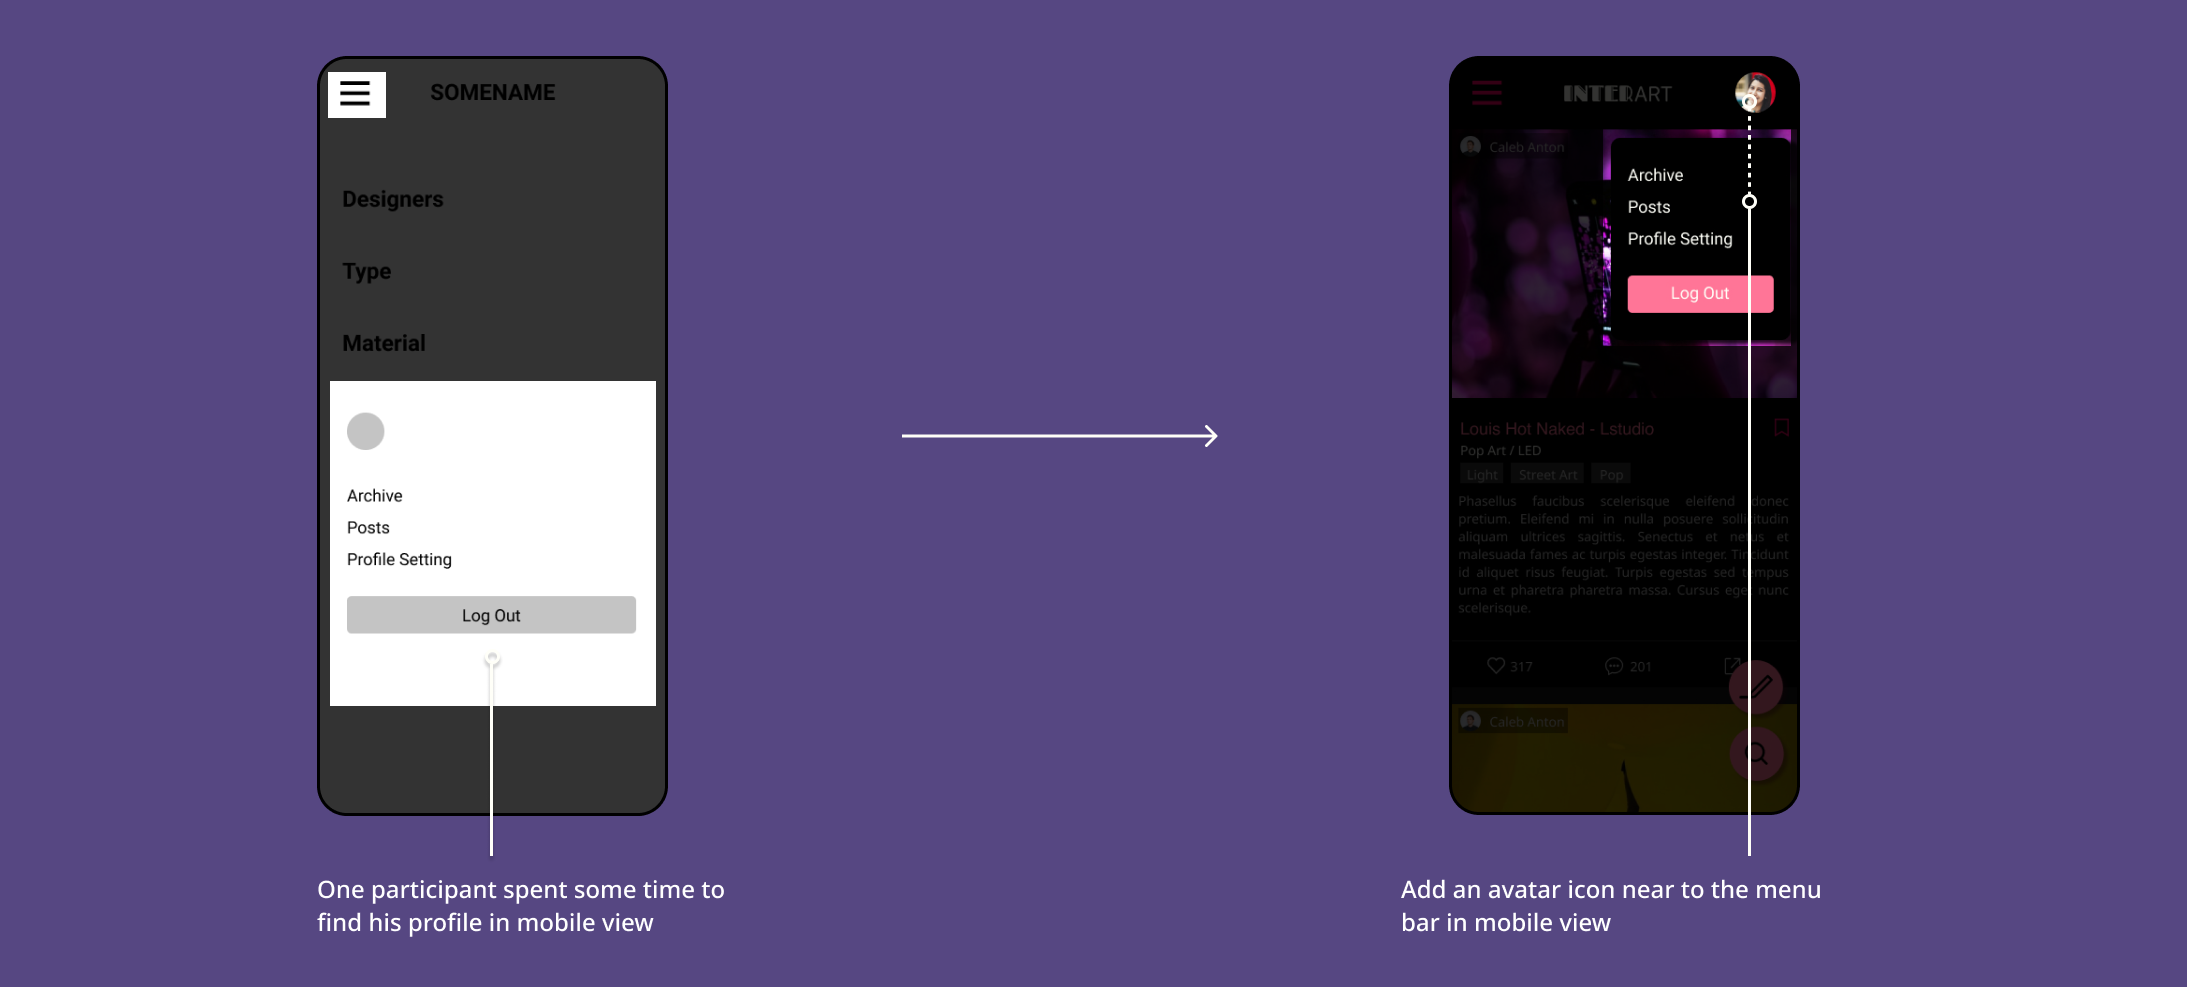 SOMENAME
Designers
Type
Material
Archive
Posts
Profile Setting
Log Out
One participant spent some time to
find his profile in mobile view
INTERART
Caleb Anton
Archive
Posts
Profile Setting
Log Out
Louis Hot Naked - Lstudio
Pop Art / LED
Light Street Art Pop
Phasellus faucibus scelerisque eleifend donec
pretium. Eleifend mi in nulla posuere sollicitudin
aliquam ultrices sagittis. Senectus et netus et
malesuada fames ac turpis egestas integer. Tincidunt
id aliquet risus feugiat. Turpis egestas sed tempus
urna et pharetra pharetra massa. Cursus eget nunc
scelerisque.
317 201
Caleb Anton
Add an avatar icon near to the menu
bar in mobile view